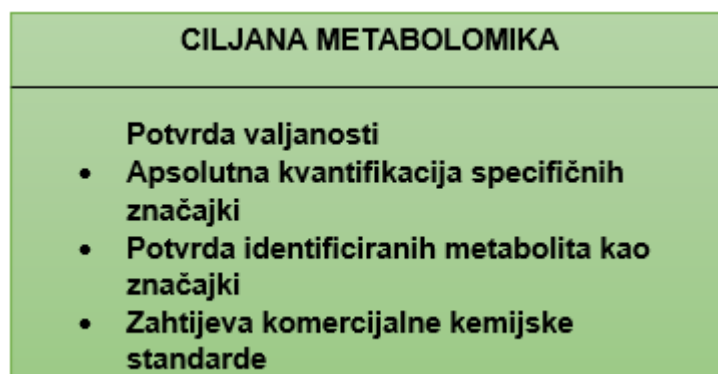 CILJANA METABOLOMIKA
Potvrda valjanosti
• Apsolutna kvantifikacija specifičnih
značajki
• Potvrda identificiranih metabolita kao
značajki
• Zahtijeva komercijalne kemijske
standarde